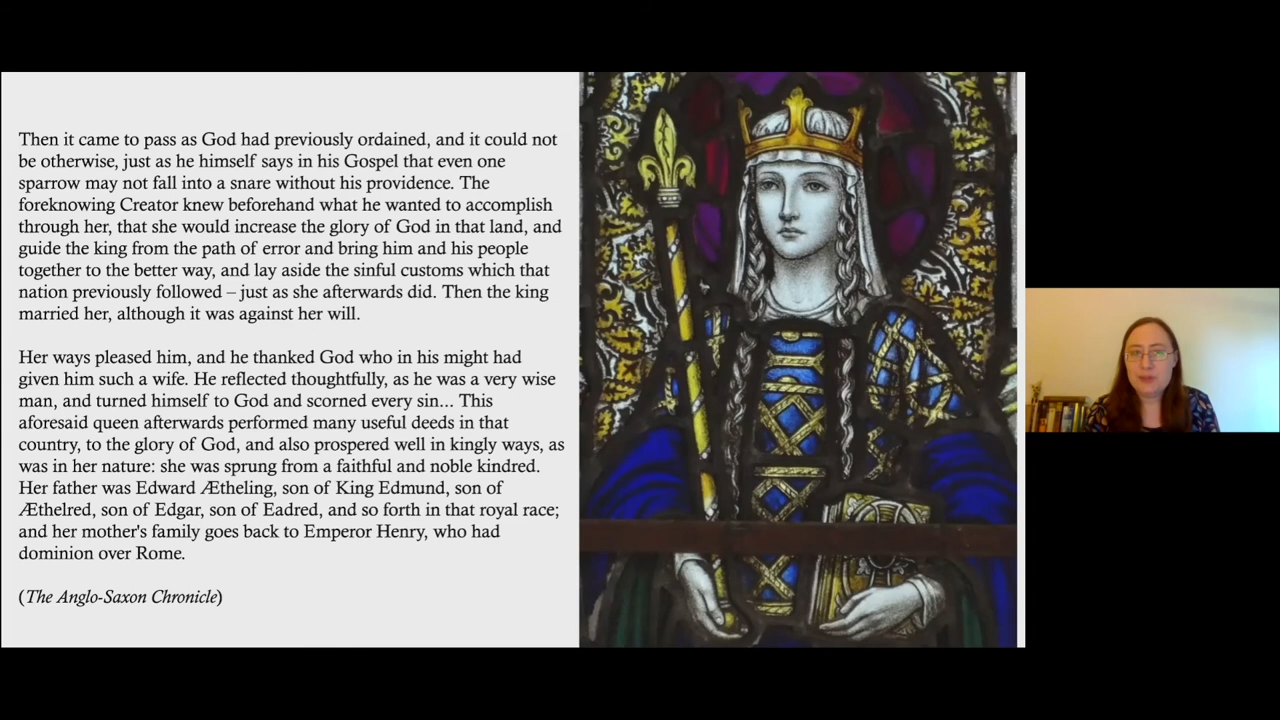 Then it came to pass as God had previously ordained, and it could not
be otherwise, just as he himself says in his Gospel that even one
sparrow may not fall into a snare without his providence. The
foreknowing Creator knew beforehand what he wanted to accomplish
through her, that she would increase the glory of God in that land, and
guide the king from the path of error and bring him and his people
together to the better way, and lay aside the sinful customs which that
nation previously followed – just as she afterwards did. Then the king
married her, although it was against her will.
Her ways pleased him, and he thanked God who in his might had
given him such a wife. He reflected thoughtfully, as he was a very wise
man, and turned himself to God and scorned every sin... This
aforesaid queen afterwards performed many useful deeds in that
country, to the glory of God, and also prospered well in kingly ways, as
was in her nature: she was sprung from a faithful and noble kindred.
Her father was Edward Ætheling, son of King Edmund, son of
Æthelred, son of Edgar, son of Eadred, and so forth in that royal race;
and her mother's family goes back to Emperor Henry, who had
dominion over Rome.
(The Anglo-Saxon Chronicle)